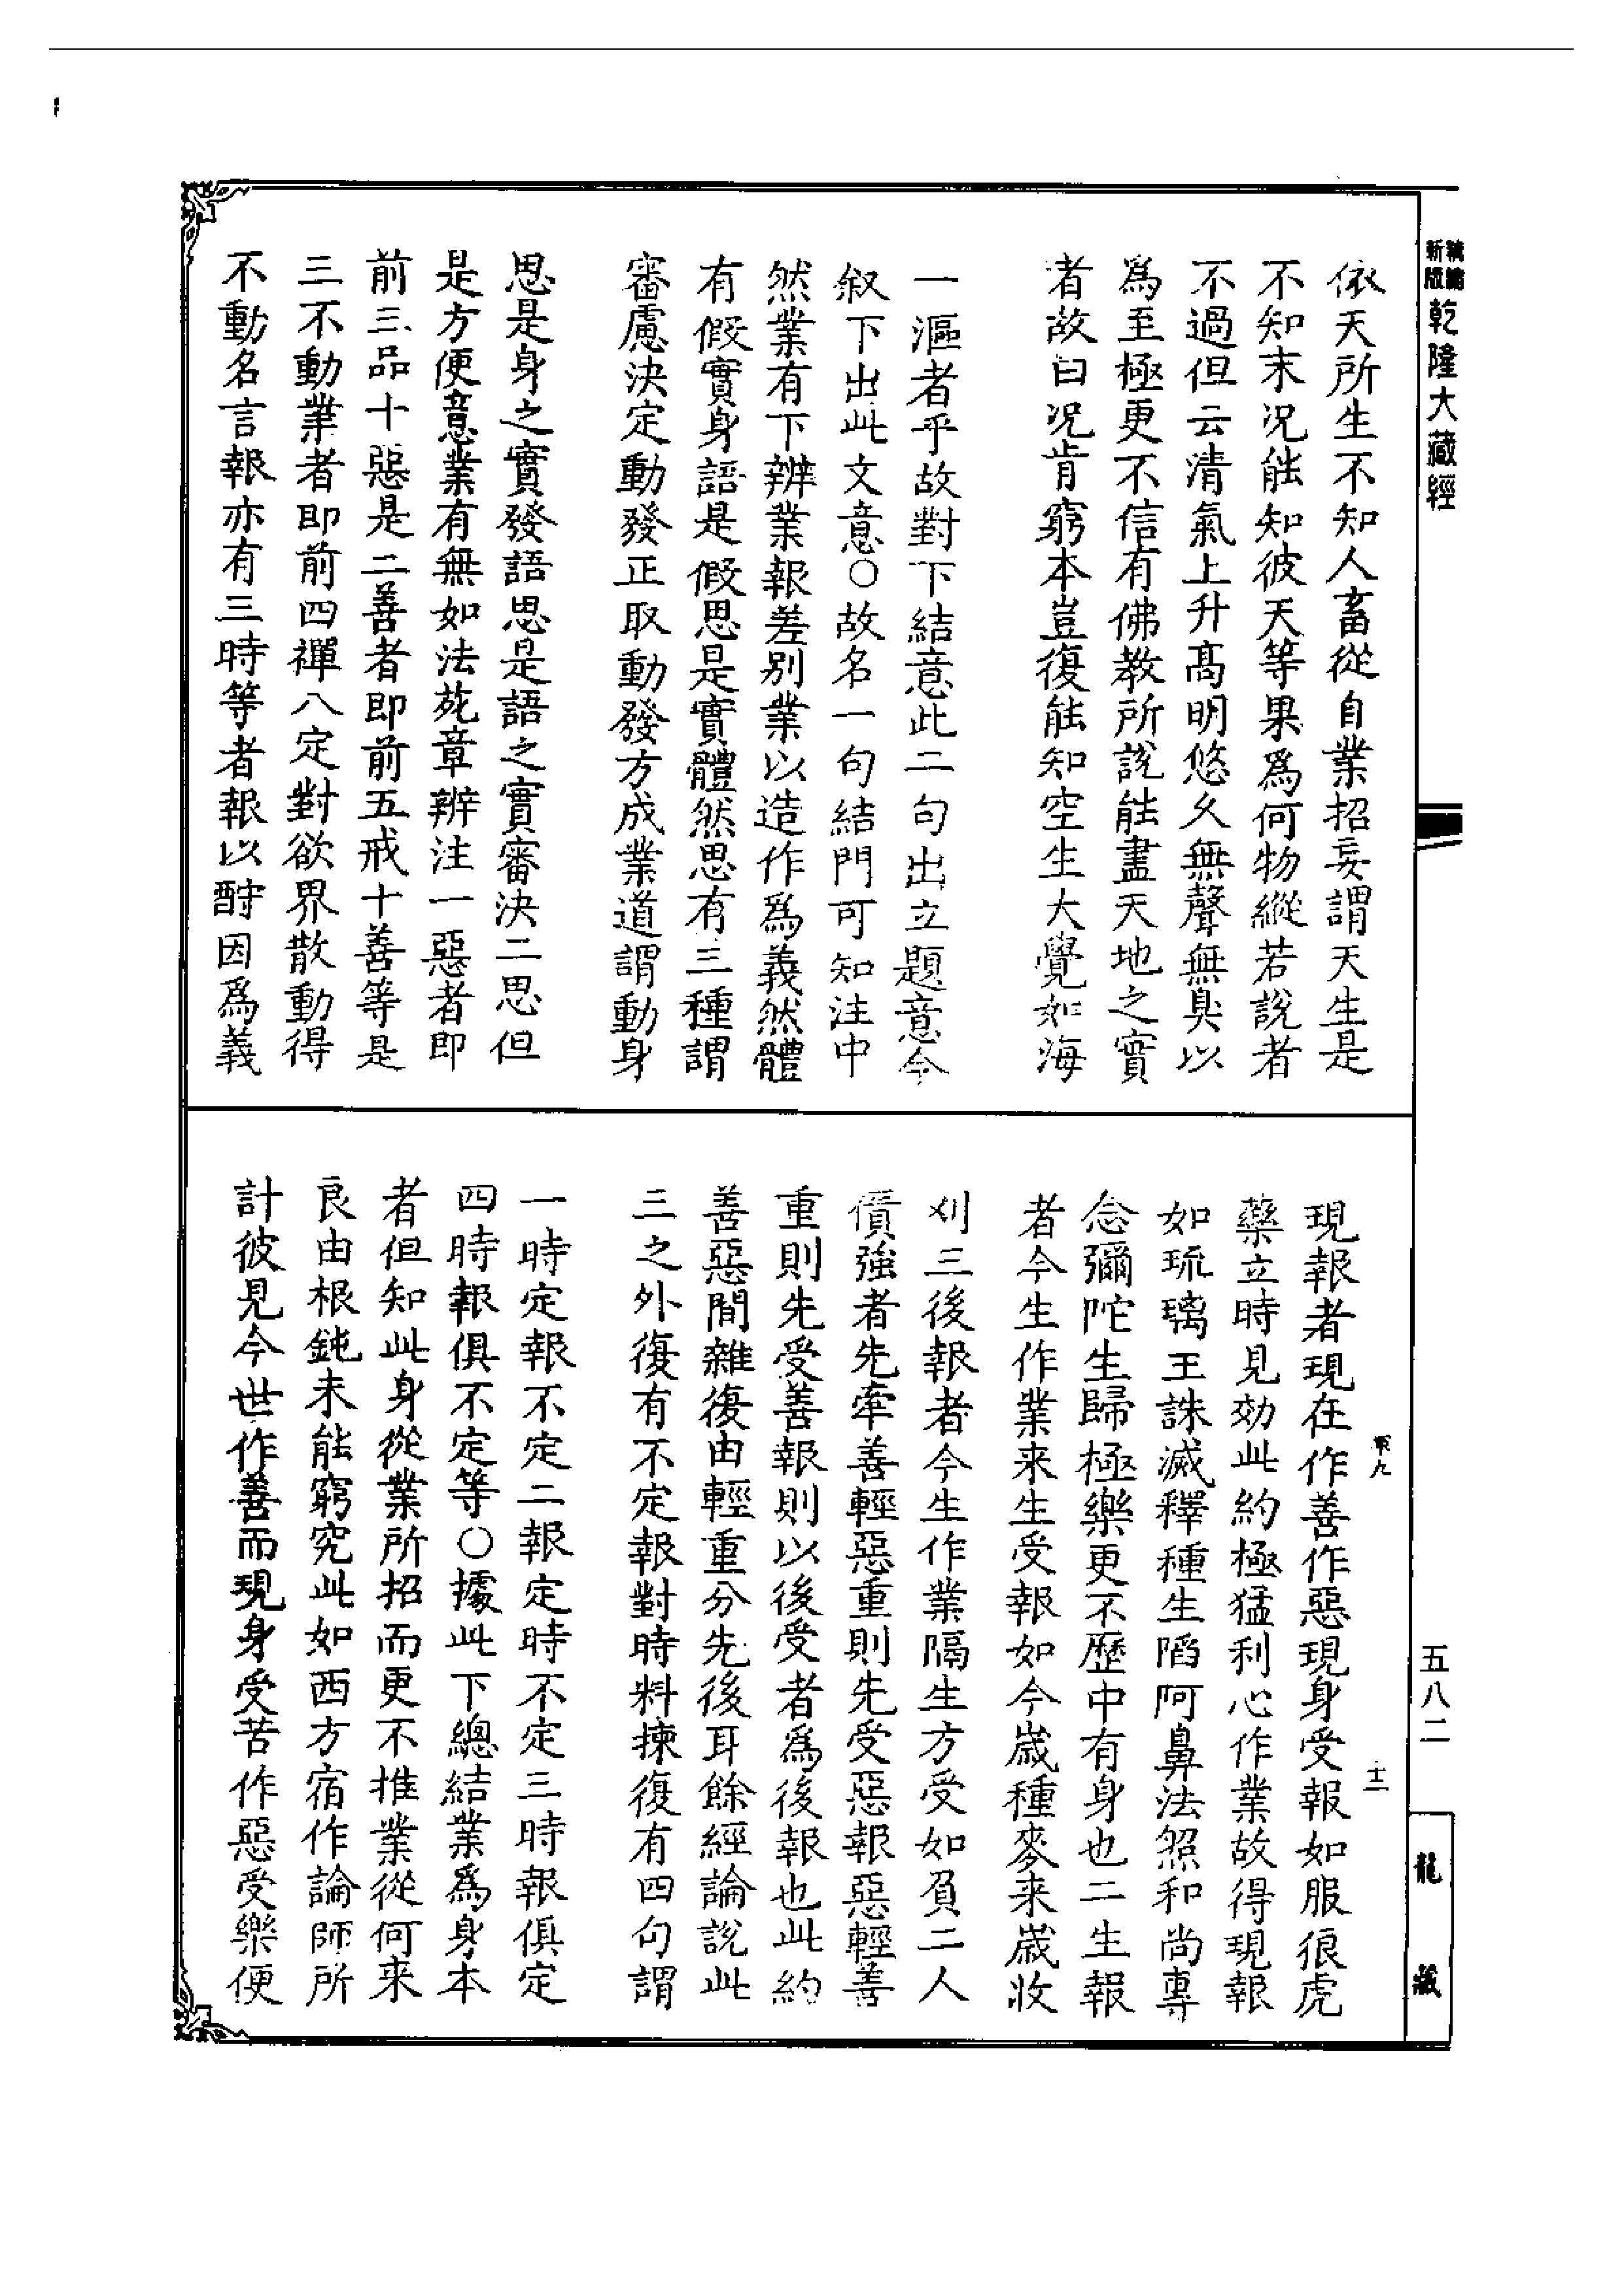 新版
乾隆大藏經
依天所生不知人畜從自業招妄謂天生是
不知末况能知彼天等果爲何物縱若說者
不過但云清氣上升髙明悠久無聲無臭以
爲至極更不信有佛教所說能盡天地之實
者故曰况肯窮本豈復能知空生大覺如海
一漚者乎故對下結意此二句出立題意今
叙下出此文意○故名一句結門可知注中
然業有下辨業報差别業以造作爲義然體
有假實身語是假思是實體然思有三種謂
審慮決定動發正取動發方成業道謂動身
思是身之實發語思是語之實審決二思但
是方便意業有無如法苑章辨注一惡者即
前三品十惡是二善者即前五戒十善等是
三不動業者即前四禪八定對欲界散動得
不動名言報亦有三時等者報以酧因爲義
現報者現在作善作惡現身受報如服狼虎
藥立時見効此約極猛利心作業故得現報
如琉璃王誅滅釋種生陷阿鼻法照和尚專
念彌陀生歸極樂更不歷中有身也二生報
者今生作業来生受報如今歲種麥来歲收
刈三後報者今生作業隔生方受如負二人
債強者先牽善輕惡重則先受惡報惡輕善
重則先受善報則以後受者爲後報也此約
善惡間雜復由輕重分先後耳餘經論說此
三之外復有不定報對時料揀復有四句謂
一時定報不定二報定時不定三時報俱定
四時報俱不定等○據此下總結業爲身本
者但知此身從業所招而更不推業從何来
良由根鈍未能窮究此如西方宿作論師所
計彼見今世作善而現身受苦作惡受樂便
五八二
龍藏